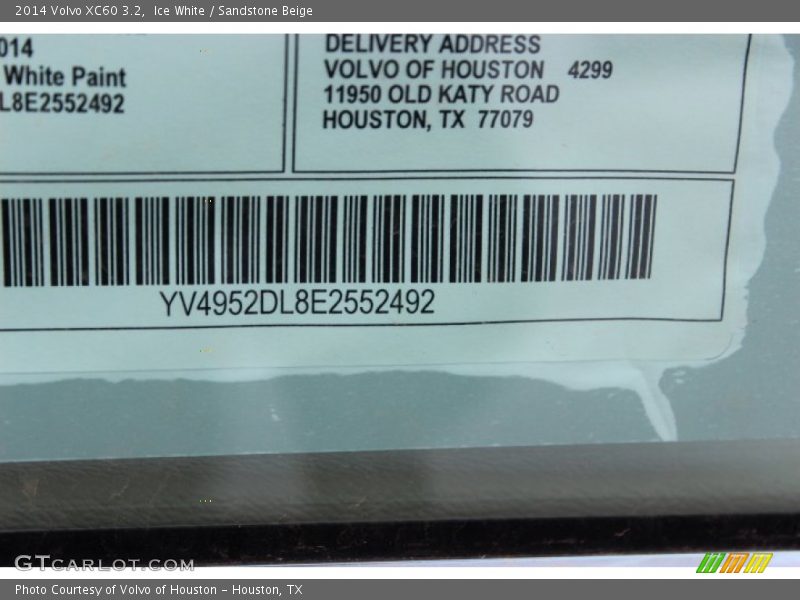 2014 Volvo XC60 3.2, Ice White / Sandstone Beige
014
White Paint
L8E2552492
DELIVERY ADDRESS
VOLVO OF HOUSTON 4299
11950 OLD KATY ROAD
HOUSTON, TX 77079
YV4952DL8E2552492
GTCARLOT.COM
Photo Courtesy of Volvo of Houston - Houston, TX